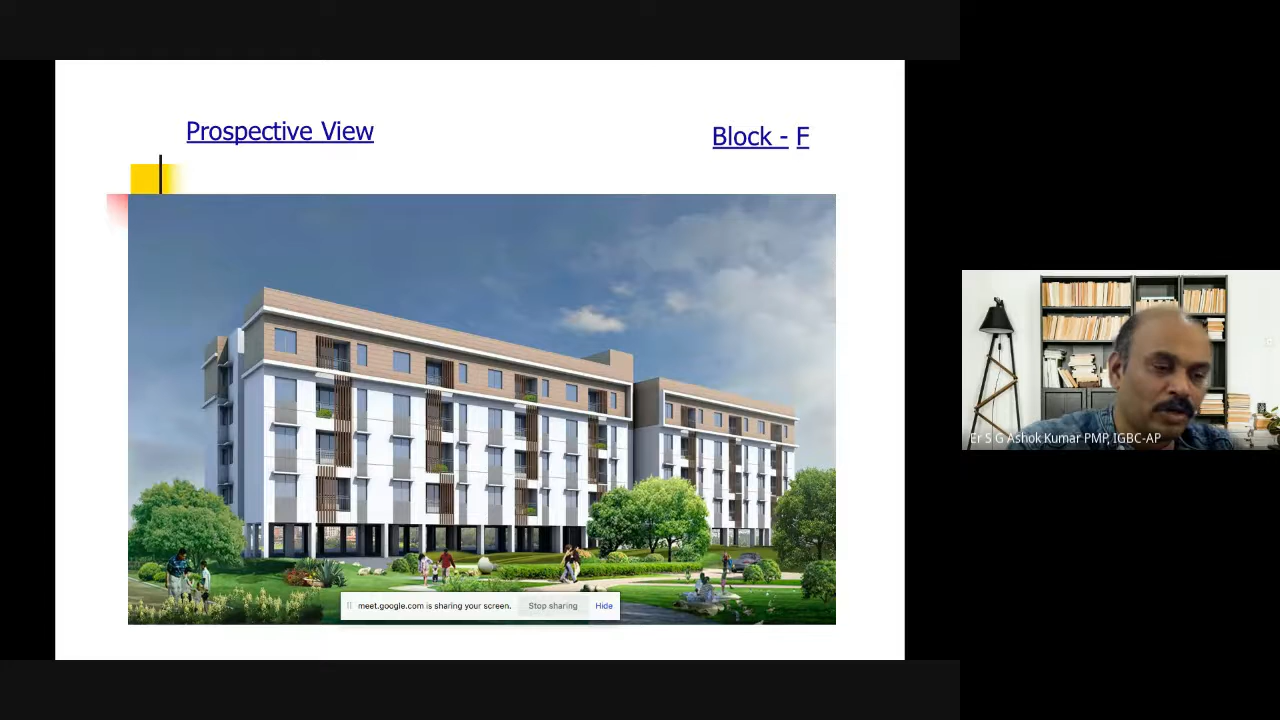 Prospective View
Block - F
meet.google.com is sharing your screen. Stop sharing Hide
Er S G Ashok Kumar PMP, IGBC-AP